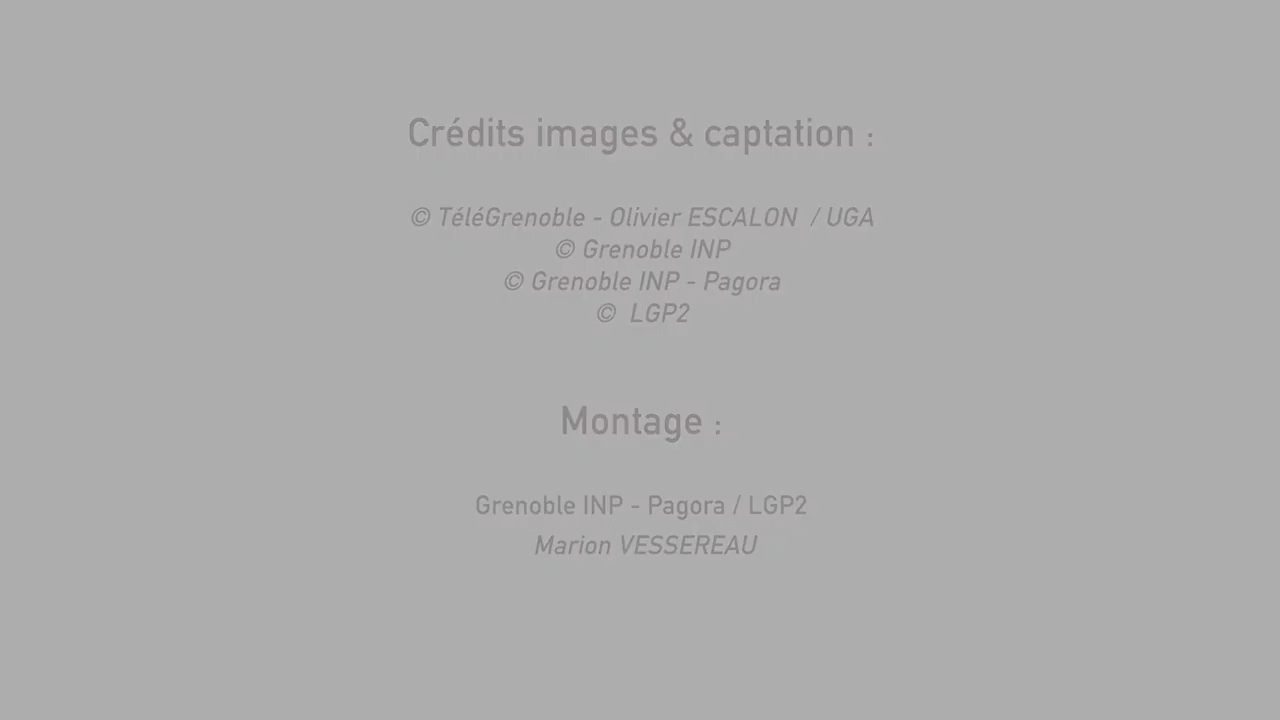 Crédits images & captation :
© TéléGrenoble - Olivier ESCALON / UGA
© Grenoble INP
© Grenoble INP - Pagora
© LGP2
Montage :
Grenoble INP - Pagora / LGP2
Marion VESSEREAU